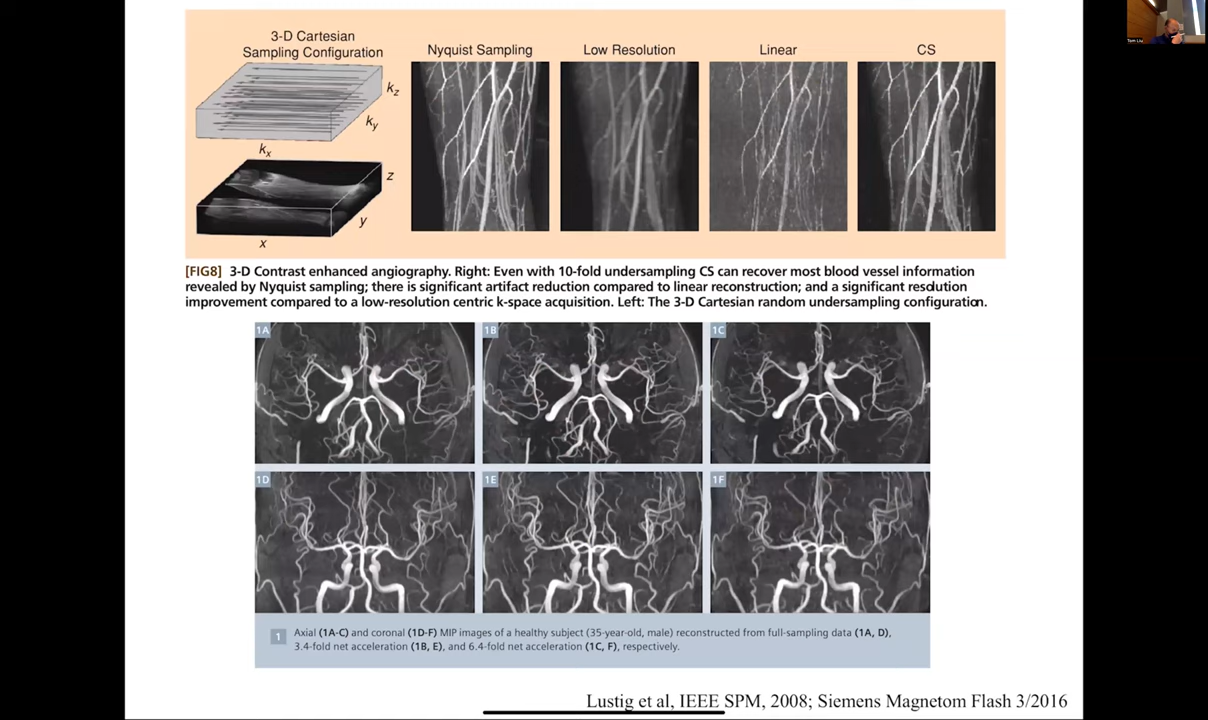 3-D Cartesian
Sampling Configuration
Nyquist Sampling
Low Resolution
Linear
CS
kz
ky
kx
z
y
x
[FIG8] 3-D Contrast enhanced angiography. Right: Even with 10-fold undersampling CS can recover most blood vessel information
revealed by Nyquist sampling; there is significant artifact reduction compared to linear reconstruction; and a significant resolution
improvement compared to a low-resolution centric k-space acquisition. Left: The 3-D Cartesian random undersampling configuration.
1A
1B
1C
1D
1E
1F
1 Axial (1A-C) and coronal (1D-F) MIP images of a healthy subject (35-year-old, male) reconstructed from full-sampling data (1A, D),
3.4-fold net acceleration (1B, E), and 6.4-fold net acceleration (1C, F), respectively.
Lustig et al, IEEE SPM, 2008; Siemens Magnetom Flash 3/2016
Tom Liu